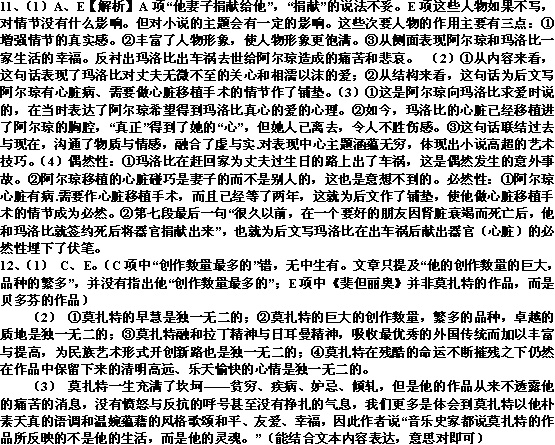 11、（1）A、E【解析】A 项“他妻子捐献给他”，“捐献”的说法不妥。E 项这些人物如果不写，
对情节没有什么影响。但对小说的主题会有一定的影响。这些次要人物的作用主要有三点：①
增强情节的真实感。②丰富了人物形象，使人物形象更饱满。③从侧面表现阿尔琼和玛洛比一
家生活的幸福。反衬出玛洛比出车祸去世给阿尔琼造成的痛苦和悲哀。 （2）①从内容来看，
这句话表现了玛洛比对丈夫无微不至的关心和相濡以沫的爱；②从结构来看，这句话为后文写
阿尔琼有心脏病、需要做心脏移植手术的情节作了铺垫。（3）①这是阿尔琼向玛洛比求爱时说
的，在当时表达了阿尔琼希望得到玛洛比真心的爱的心理。②如今，玛洛比的心脏已经移植进
了阿尔琼的胸腔，“真正”得到了她的“心”，但她人已离去，令人不胜伤感。③这句话联结过去
与现在，沟通了物质与情感，融合了虚与实.对表现中心主题涵蕴无穷，体现出小说高超的艺术
技巧。（4）偶然性：①玛洛比在赶回家为丈夫过生日的路上出了车祸，这是偶然发生的意外事
故。②阿尔琼移植的心脏碰巧是妻子的而不是别人的，这也是意想不到的。必然性：①阿尔琼
心脏有病.需要作心脏移植手术，而且已经等了两年，这就为后文作了铺垫，使他做心脏移植手
术的情节成为必然。②第七段最后一句“很久以前，在一个要好的朋友因肾脏衰竭而死亡后，他
和玛洛比就签约死后将器官捐献出来”，也就为后文写玛洛比在出车祸后献出器官（心脏）的必
然性埋下了伏笔。
12、（1） C、E。（C 项中“创作数量最多的”错，无中生有。文章只提及“他的创作数量的巨大，
品种的繁多”，并没有指出他“创作数量最多的”；E 项中《斐但丽奥》并非莫扎特的作品，而是
贝多芬的作品）
（2） ①莫扎特的早慧是独一无二的；②莫扎特的巨大的创作数量，繁多的品种，卓越的
质地是独一无二的；③莫扎特融和拉丁精神与日耳曼精神，吸收最优秀的外国传统而加以丰富
与提高，为民族艺术形式开创新路也是独一无二的；④莫扎特在残酷的命运不断摧残之下仍然
在作品中保留下来的清明高远、乐天愉快的心情是独一无二的。
（3） 莫扎特一生充满了坎坷——贫穷、疾病、妒忌、倾轧，但是他的作品从来不透露他
的痛苦的消息，没有愤怒与反抗的呼号甚至没有挣扎的气息，我们更多是体会到莫扎特以他朴
素天真的语调和温婉蕴藉的风格歌颂和平、友爱、幸福，因此作者说“音乐史家都说莫扎特的作
品所反映的不是他的生活，而是他的灵魂。”（能结合文本内容表达，意思对即可）